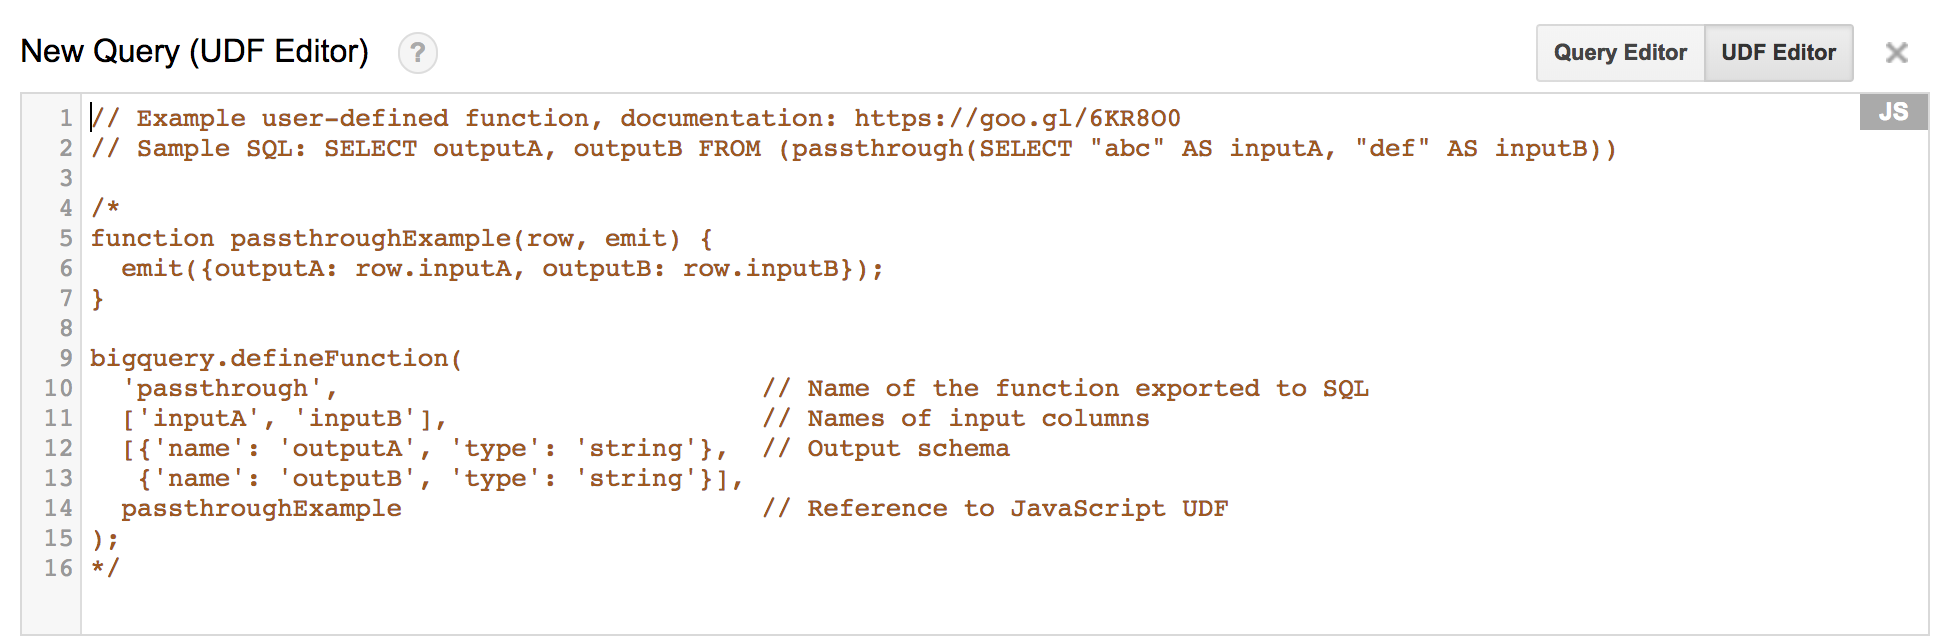 New Query (UDF Editor) ?
Query Editor UDF Editor ×
JS
1 // Example user-defined function, documentation: https://goo.gl/6KR8O0
2 // Sample SQL: SELECT outputA, outputB FROM (passthrough(SELECT "abc" AS inputA, "def" AS inputB))
3
4 /*
5 function passthroughExample(row, emit) {
6   emit({outputA: row.inputA, outputB: row.inputB});
7 }
8
9 bigquery.defineFunction(
10   'passthrough',                           // Name of the function exported to SQL
11   ['inputA', 'inputB'],                    // Names of input columns
12   [{'name': 'outputA', 'type': 'string'},  // Output schema
13    {'name': 'outputB', 'type': 'string'}],
14   passthroughExample                       // Reference to JavaScript UDF
15 );
16 */